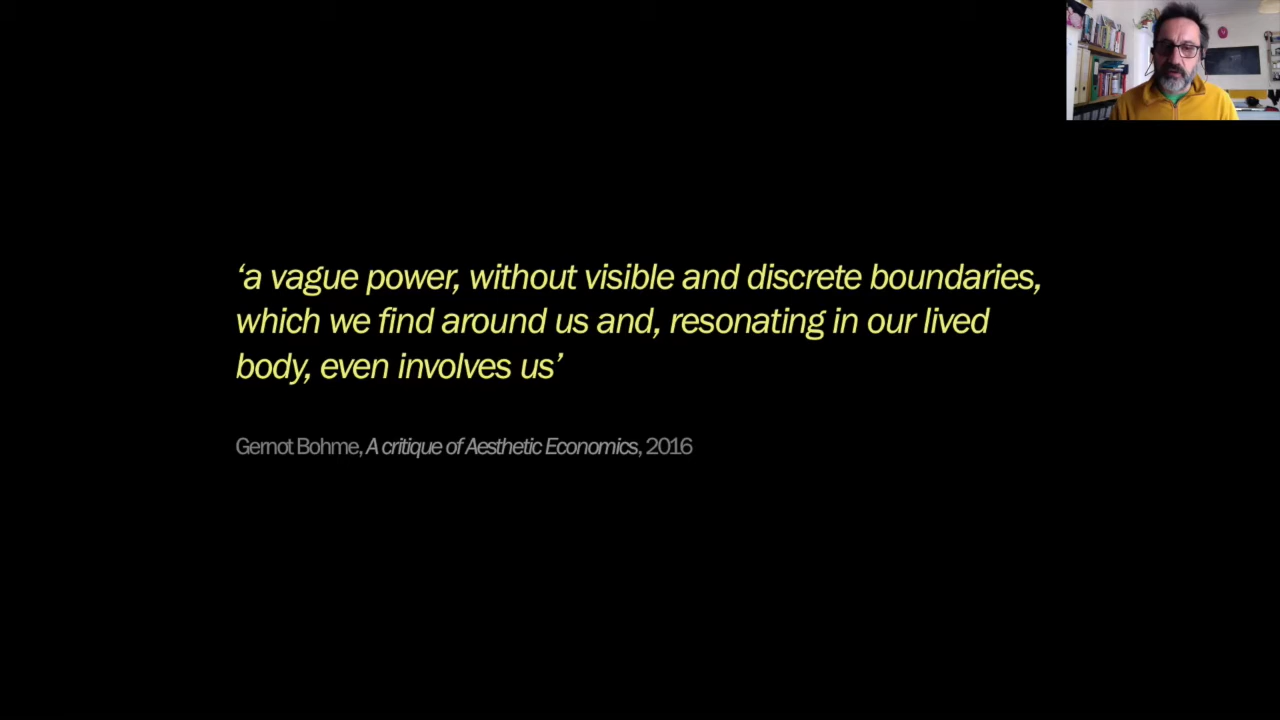 ‘a vague power, without visible and discrete boundaries,
which we find around us and, resonating in our lived
body, even involves us’
Gernot Bohme, A critique of Aesthetic Economics, 2016